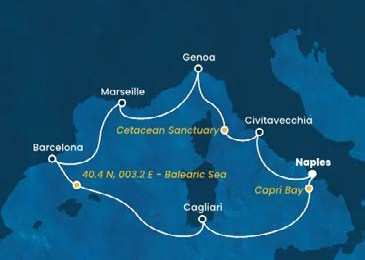 Genoa
Marseille
Cetacean Sanctuary
Civitavecchia
Barcelona
Naples
40.4 N, 003.2 E - Balearic Sea
Capri Bay
Cagliari